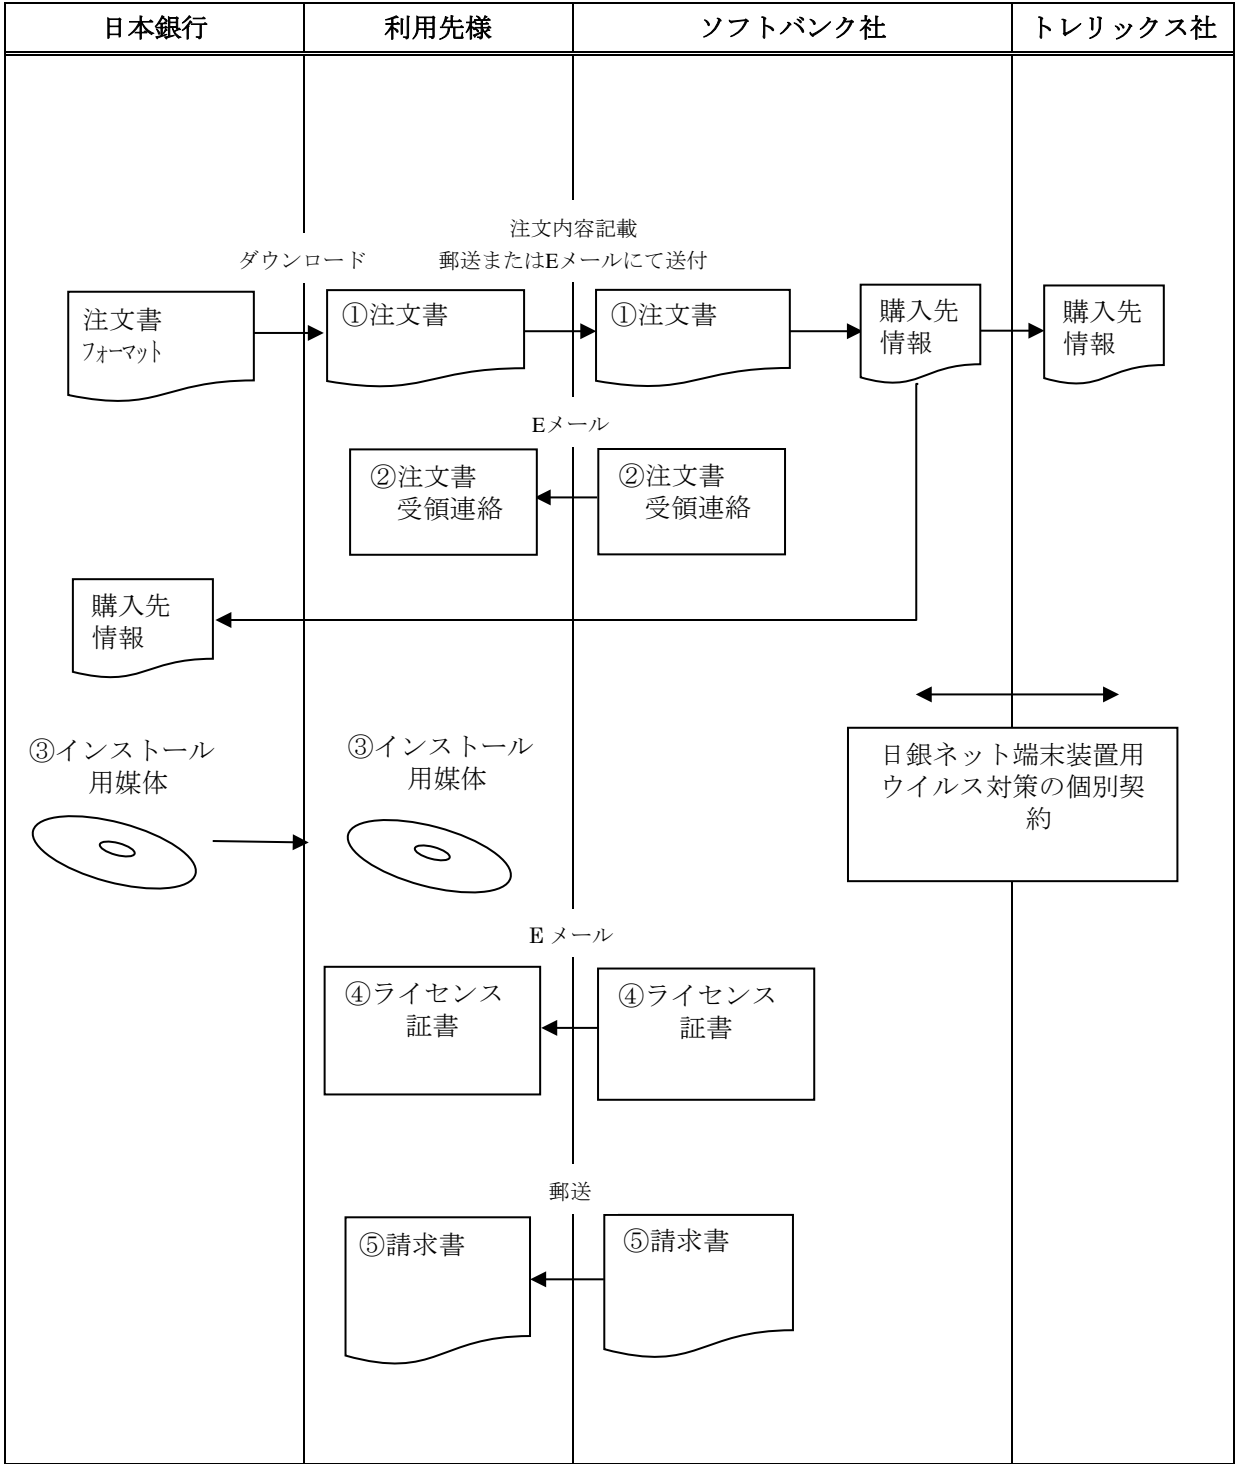 日本銀行
利用先様
ソフトバンク社
トレリックス社
ダウンロード
注文内容記載
郵送またはEメールにて送付
注文書
フォーマット
①注文書
①注文書
購入先
情報
購入先
情報
Eメール
②注文書
受領連絡
②注文書
受領連絡
購入先
情報
③インストール
用媒体
③インストール
用媒体
日銀ネット端末装置用
ウイルス対策の個別契
約
E メール
④ライセンス
証書
④ライセンス
証書
郵送
⑤請求書
⑤請求書